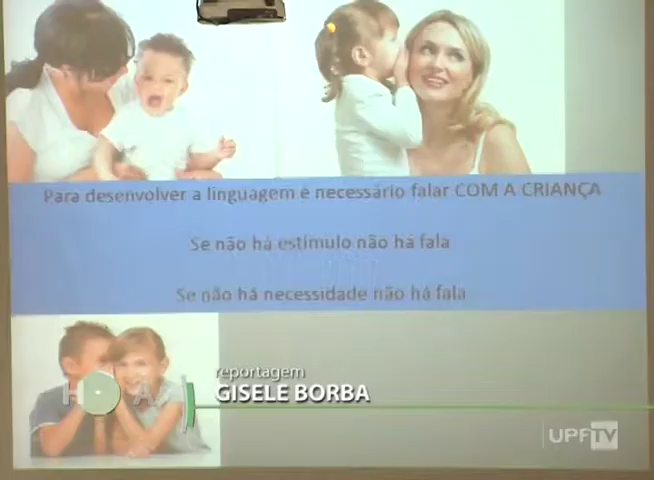 Para desenvolver a linguagem é necessário falar COM A CRIANÇA
Se não há estímulo não há fala
Se não há necessidade não há fala
reportagem
GISELE BORBA
UPFTV